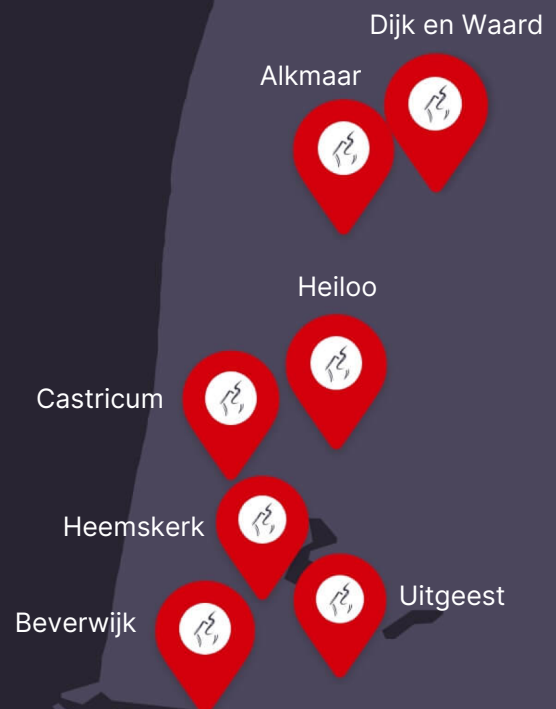 Dijk en Waard
Alkmaar
Heiloo
Castricum
Heemskerk
Uitgeest
Beverwijk